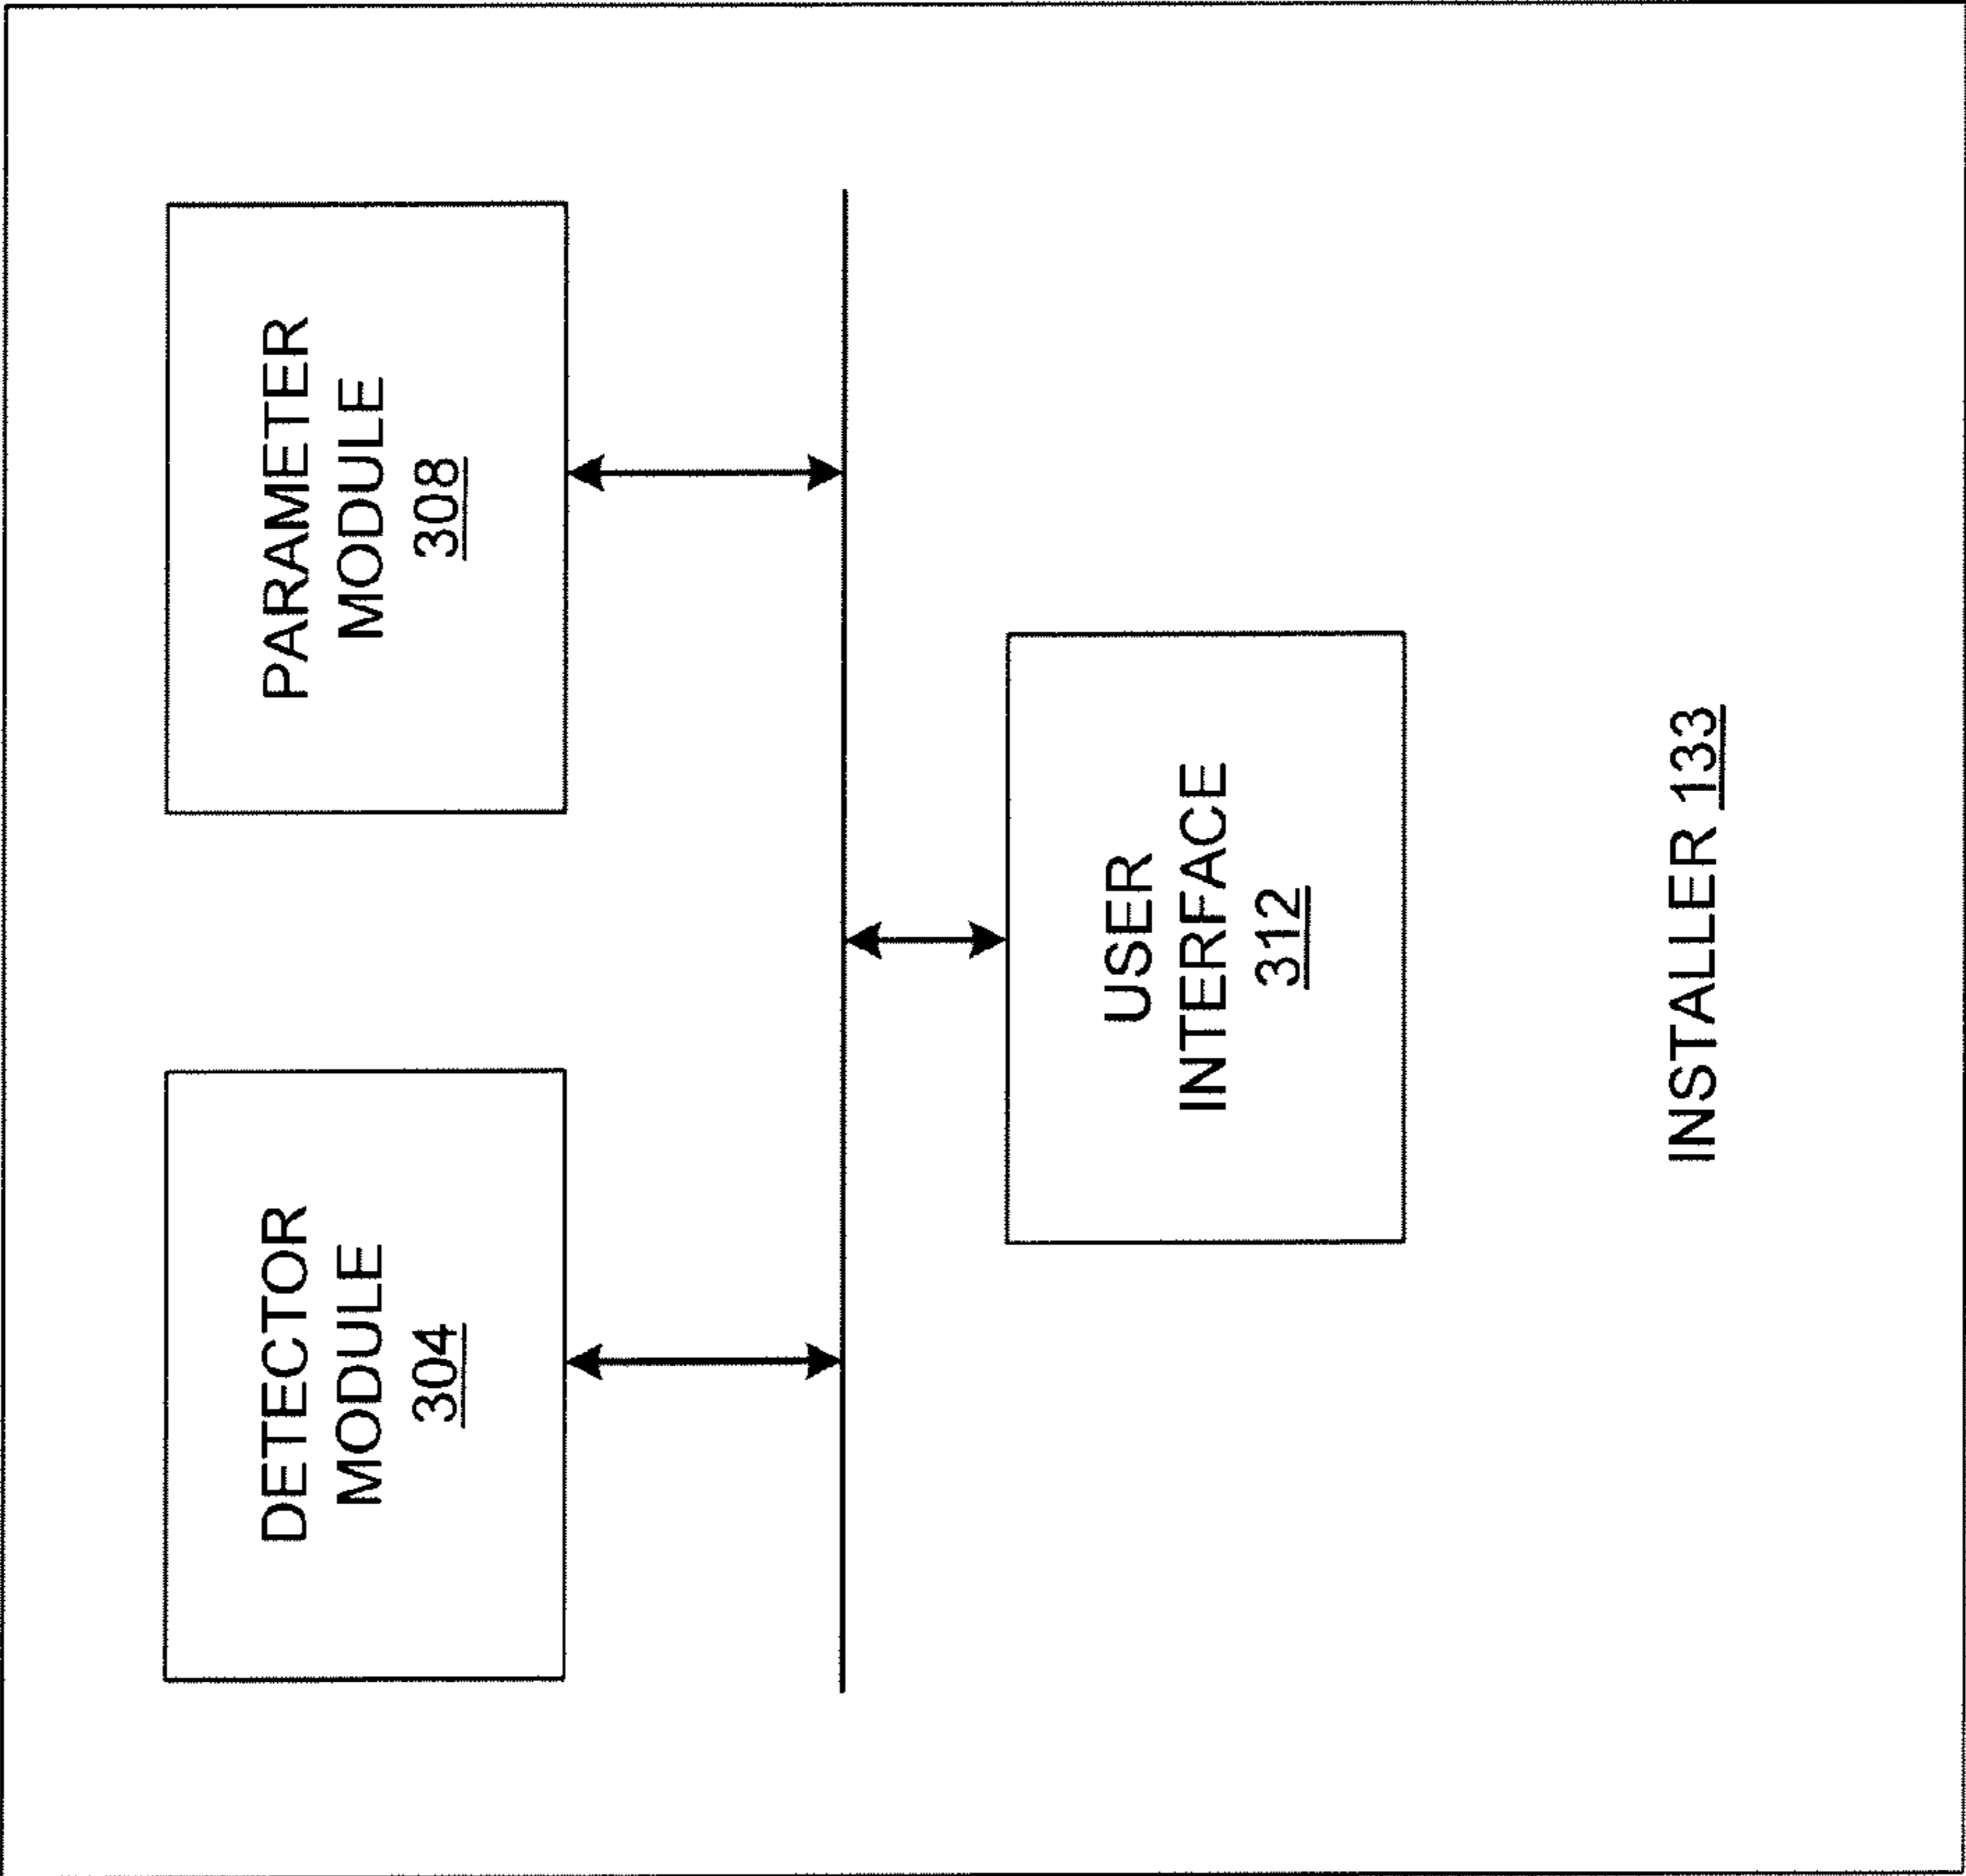 DETECTOR
MODULE
304
PARAMETER
MODULE
308
USER
INTERFACE
312
INSTALLER 133